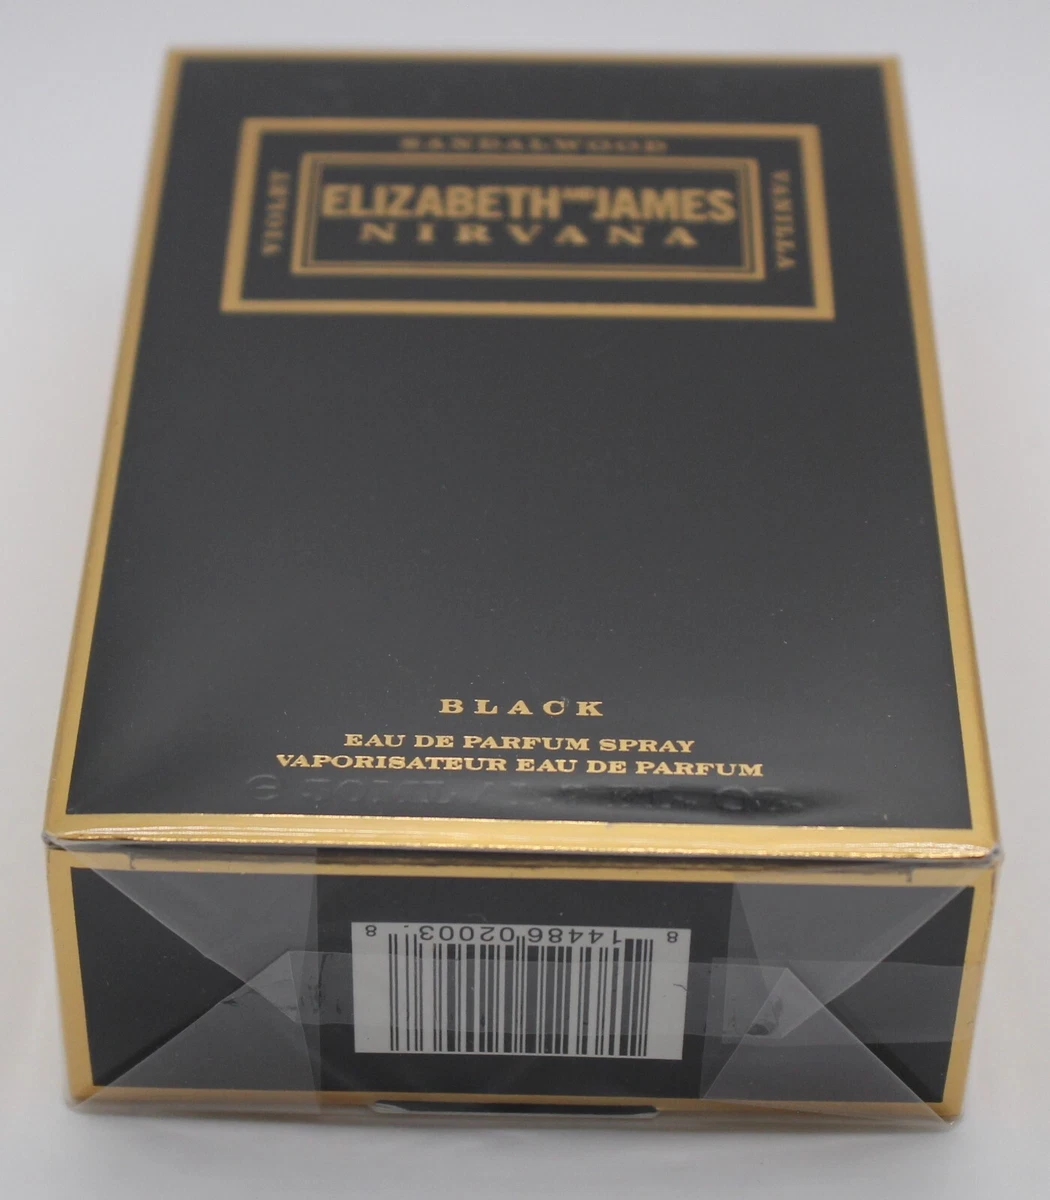 SANDALWOOD
VIOLET
ELIZABETH AND JAMES
NIRVANA
VANILLA
BLACK
EAU DE PARFUM SPRAY
VAPORISATEUR EAU DE PARFUM
8 14486 02003 8